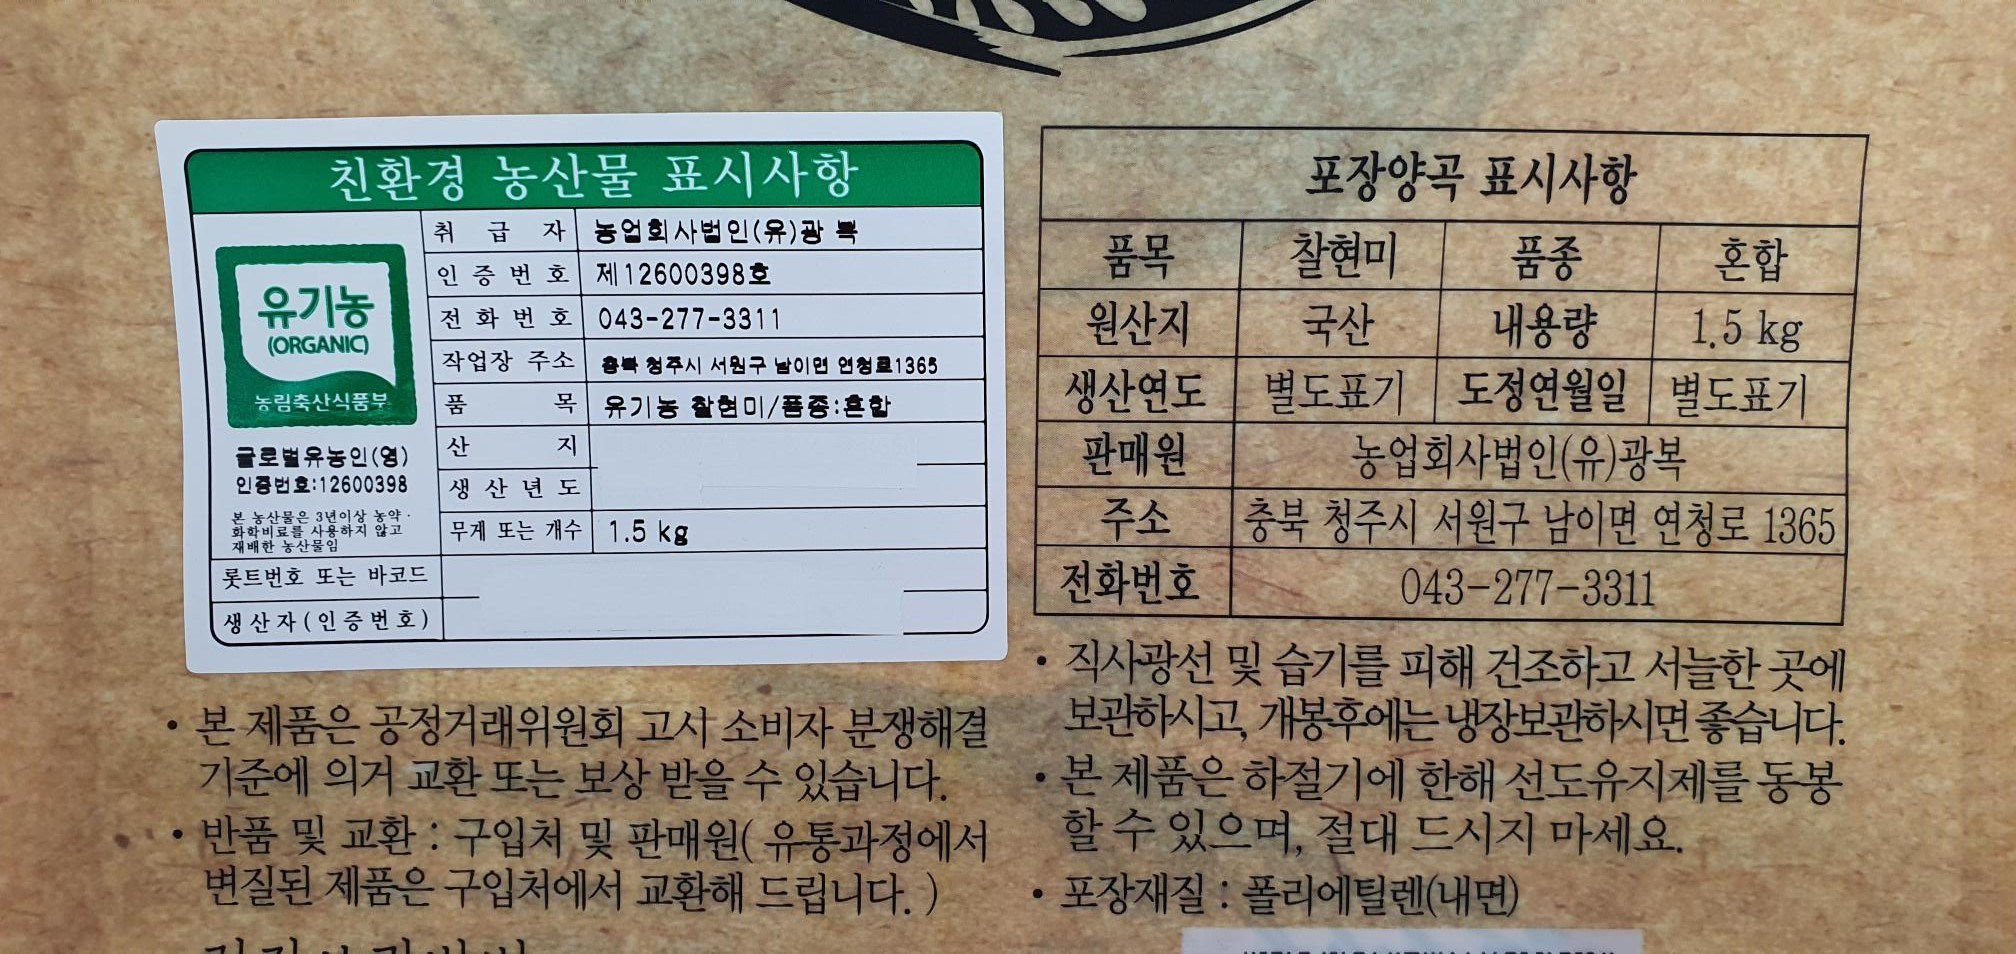 친환경 농산물 표시사항
유기농
(ORGANIC)
농림축산식품부
글로벌유농인(영)
인증번호:12600398
본 농산물은 3년이상 농약·
화학비료를 사용하지 않고
재배한 농산물임
취 급 자 농업회사법인(유)광 복
인 증 번 호 제12600398호
전 화 번 호 043-277-3311
작업장 주소 충북 청주시 서원구 남이면 연청로1365
품 목 유기농 찰현미/품종:혼합
산 지
생 산 년 도
무게 또는 개수 1.5 kg
롯트번호 또는 바코드
생산자(인증번호)
포장양곡 표시사항
품목 찰현미 품종 혼합
원산지 국산 내용량 1.5 kg
생산연도 별도표기 도정연월일 별도표기
판매원 농업회사법인(유)광복
주소 충북 청주시 서원구 남이면 연청로 1365
전화번호 043-277-3311
• 본 제품은 공정거래위원회 고시 소비자 분쟁해결
기준에 의거 교환 또는 보상 받을 수 있습니다.
• 반품 및 교환 : 구입처 및 판매원( 유통과정에서
변질된 제품은 구입처에서 교환해 드립니다. )
• 직사광선 및 습기를 피해 건조하고 서늘한 곳에
보관하시고, 개봉후에는 냉장보관하시면 좋습니다.
• 본 제품은 하절기에 한해 선도유지제를 동봉
할 수 있으며, 절대 드시지 마세요.
• 포장재질 : 폴리에틸렌(내면)